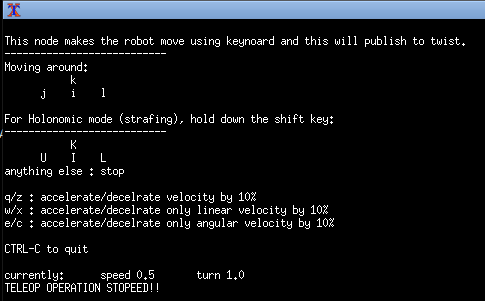 This node makes the robot move using keynoard and this will publish to twist.
---------------------------
Moving around:
k
j i l
For Holonomic mode (strafing), hold down the shift key:
---------------------------
K
U I L
anything else : stop
q/z : accelerate/decelrate velocity by 10%
w/x : accelerate/decelrate only linear velocity by 10%
e/c : accelerate/decelrate only angular velocity by 10%
CTRL-C to quit
currently: speed 0.5 turn 1.0
TELEOP OPERATION STOPEED!!